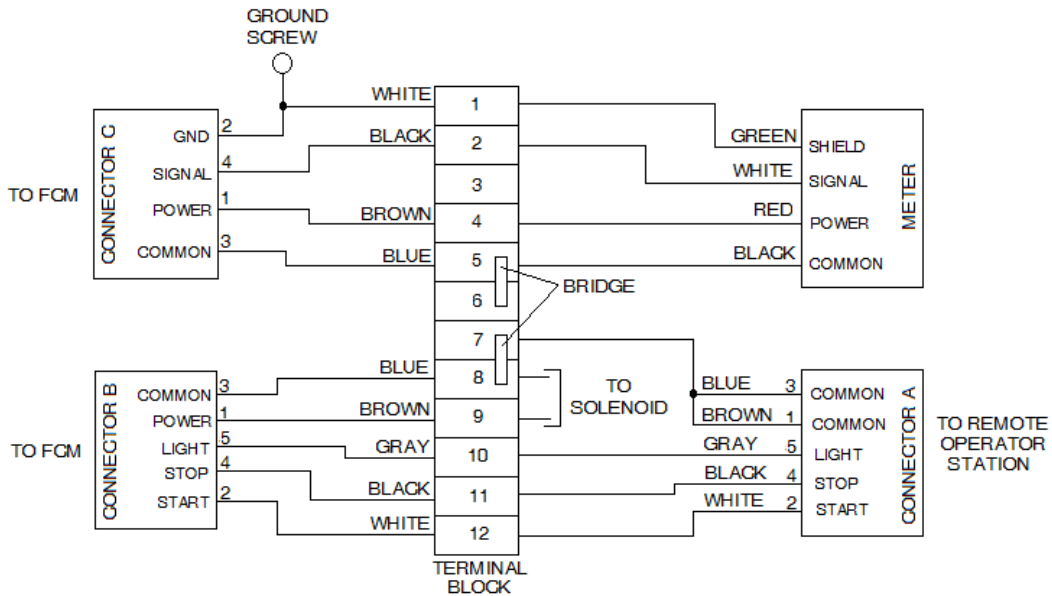 GROUND
SCREW
WHITE
BLACK
BROWN
BLUE
TO FCM
CONNECTOR C
GND 2
SIGNAL 4
POWER 1
COMMON 3
1
2
3
4
5
6
7
8
9
10
11
12
TERMINAL
BLOCK
GREEN
WHITE
RED
BLACK
SHIELD
SIGNAL
POWER
COMMON
METER
BRIDGE
TO FCM
CONNECTOR B
COMMON 3
POWER 1
LIGHT 5
STOP 4
START 2
BLUE
BROWN
GRAY
BLACK
WHITE
TO
SOLENOID
BLUE 3 COMMON
BROWN 1 COMMON
GRAY 5 LIGHT
BLACK 4 STOP
WHITE 2 START
CONNECTOR A
TO REMOTE
OPERATOR
STATION